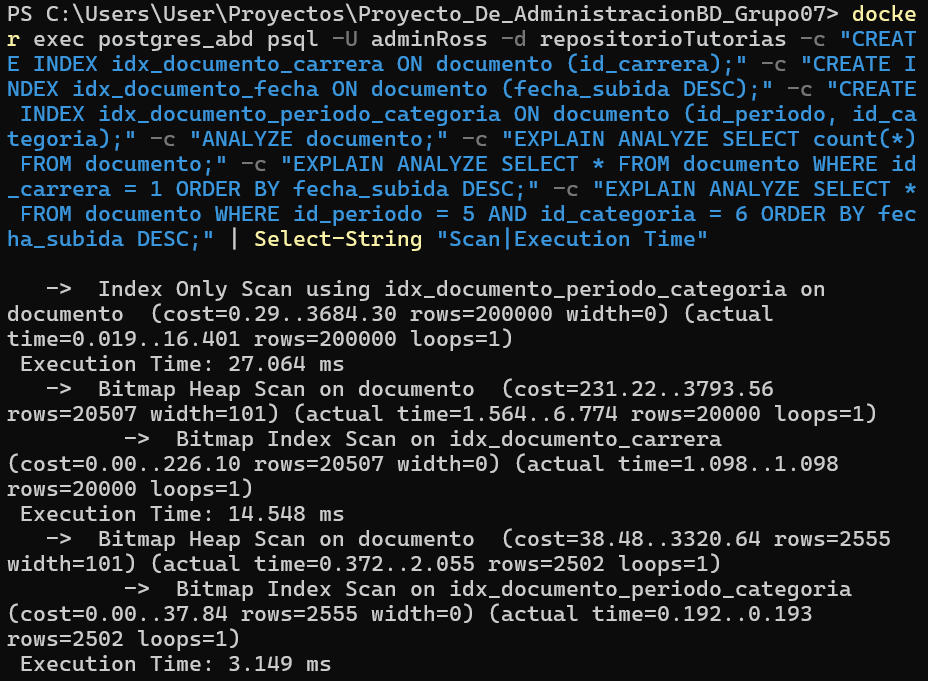 PS C:\Users\User\Proyectos\Proyecto_De_AdministracionBD_Grupo07> docke
r exec postgres_abd psql -U adminRoss -d repositorioTutorias -c "CREAT
E INDEX idx_documento_carrera ON documento (id_carrera);" -c "CREATE I
NDEX idx_documento_fecha ON documento (fecha_subida DESC);" -c "CREATE
 INDEX idx_documento_periodo_categoria ON documento (id_periodo, id_ca
tegoria);" -c "ANALYZE documento;" -c "EXPLAIN ANALYZE SELECT count(*)
 FROM documento;" -c "EXPLAIN ANALYZE SELECT * FROM documento WHERE id
_carrera = 1 ORDER BY fecha_subida DESC;" -c "EXPLAIN ANALYZE SELECT *
 FROM documento WHERE id_periodo = 5 AND id_categoria = 6 ORDER BY fec
ha_subida DESC;" | Select-String "Scan|Execution Time"

   ->  Index Only Scan using idx_documento_periodo_categoria on
documento  (cost=0.29..3684.30 rows=200000 width=0) (actual
time=0.019..16.401 rows=200000 loops=1)
 Execution Time: 27.064 ms
   ->  Bitmap Heap Scan on documento  (cost=231.22..3793.56
rows=20507 width=101) (actual time=1.564..6.774 rows=20000 loops=1)
         ->  Bitmap Index Scan on idx_documento_carrera
(cost=0.00..226.10 rows=20507 width=0) (actual time=1.098..1.098
rows=20000 loops=1)
 Execution Time: 14.548 ms
   ->  Bitmap Heap Scan on documento  (cost=38.48..3320.64 rows=2555
width=101) (actual time=0.372..2.055 rows=2502 loops=1)
         ->  Bitmap Index Scan on idx_documento_periodo_categoria
(cost=0.00..37.84 rows=2555 width=0) (actual time=0.192..0.193
rows=2502 loops=1)
 Execution Time: 3.149 ms